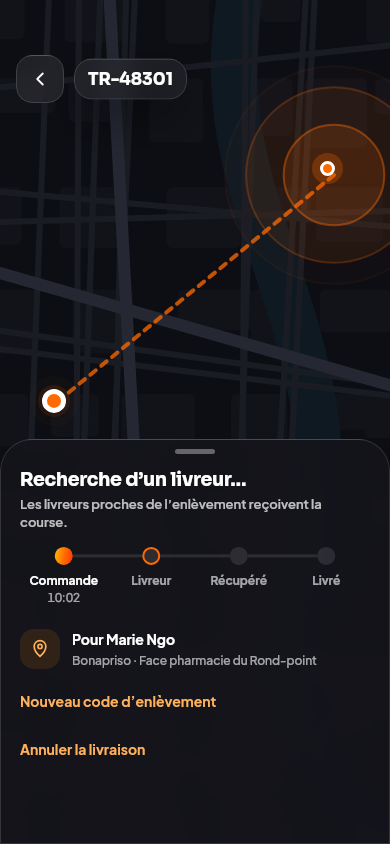 TR-48301
Recherche d’un livreur...
Les livreurs proches de l’enlèvement reçoivent la
course.
Commande
Livreur
Récupéré
Livré
10:02
Pour Marie Ngo
Bonapriso · Face pharmacie du Rond-point
Nouveau code d’enlèvement
Annuler la livraison